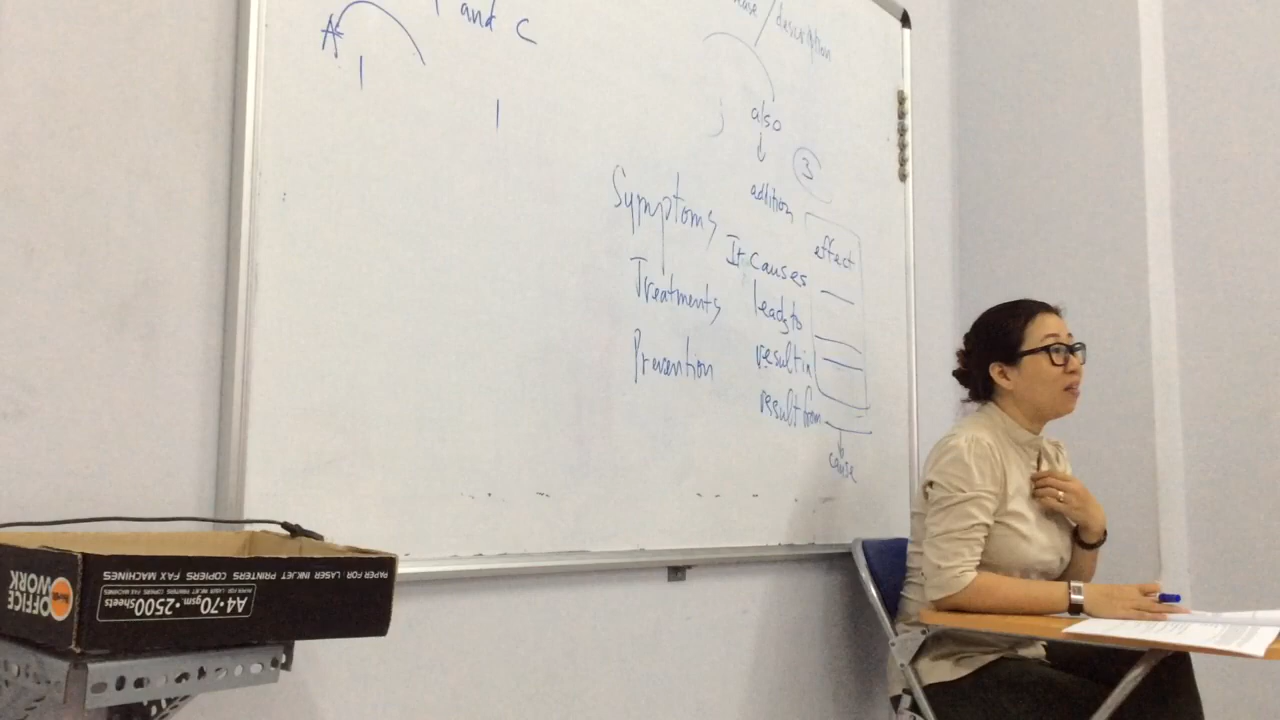 A
and C
description
also
addition
3
Symptoms
Treatments
Prevention
It causes
leads to
result in
result from
effect
cause
OFFICE
WORK
PAPER FOR LASER INKJET PRINTERS COPIERS FAX MACHINES
A4•70gsm•2500Sheets